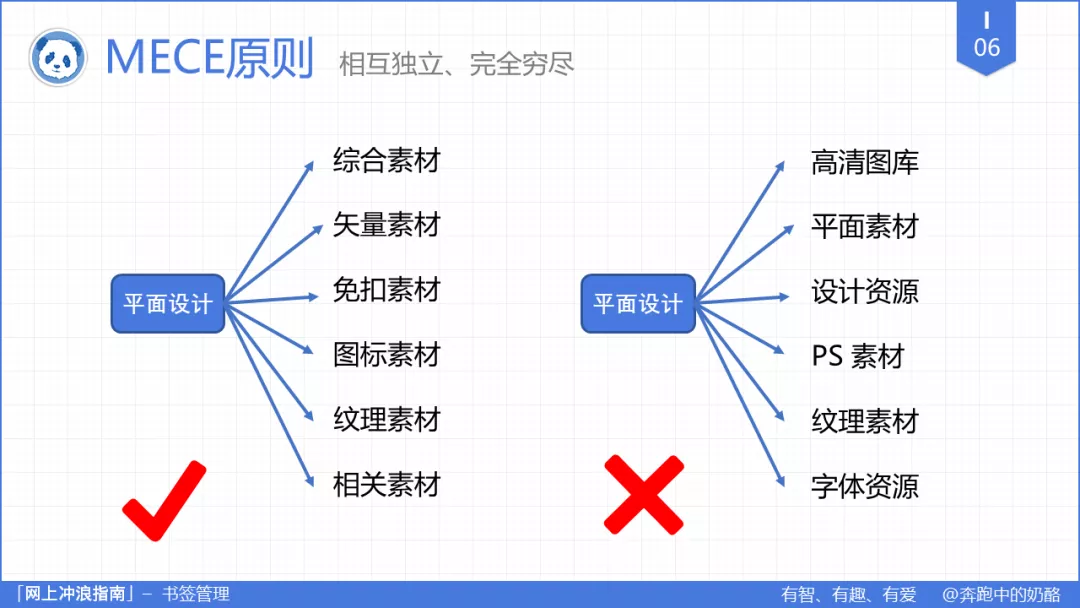 MECE原则 相互独立、完全穷尽
I
06
平面设计
综合素材
矢量素材
免扣素材
图标素材
纹理素材
相关素材
平面设计
高清图库
平面素材
设计资源
PS 素材
纹理素材
字体资源
「网上冲浪指南」– 书签管理
有智、有趣、有爱 @奔跑中的奶酪